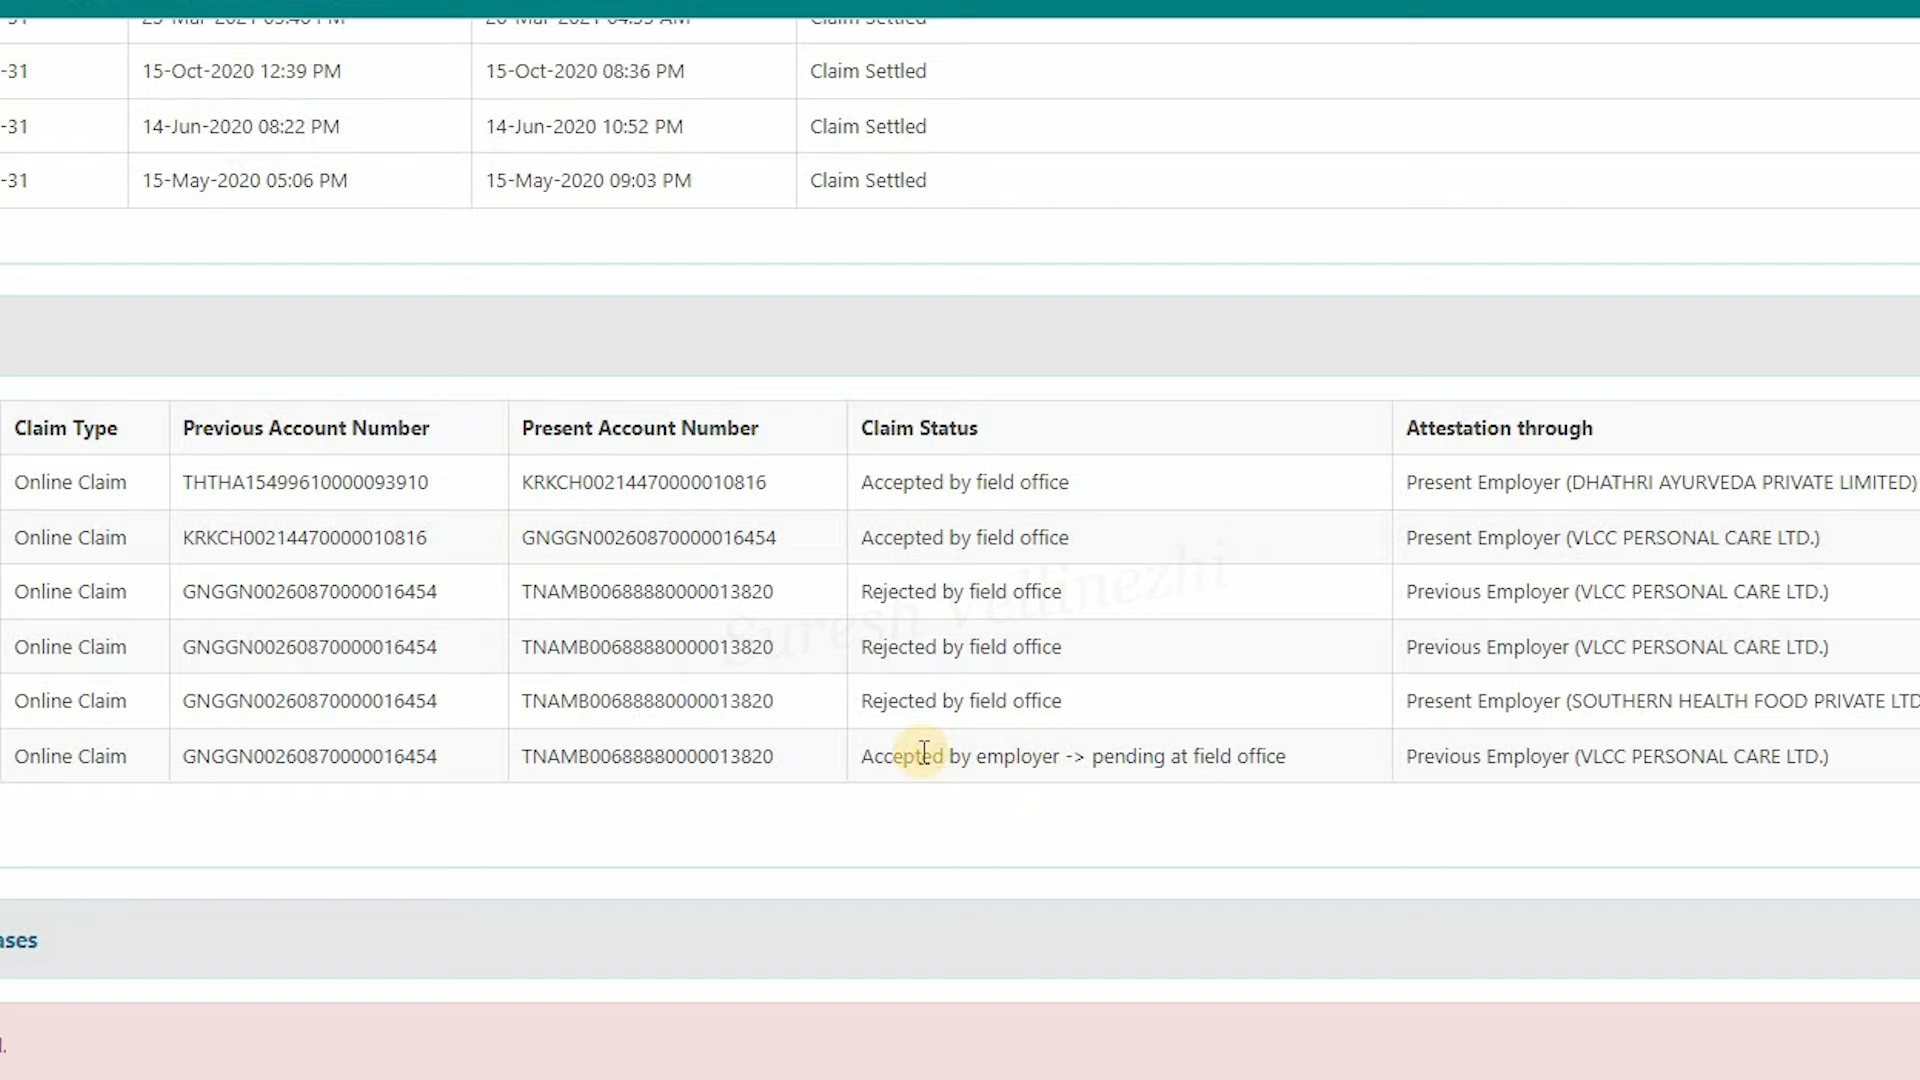 -31 15-Oct-2020 12:39 PM 15-Oct-2020 08:36 PM Claim Settled
-31 14-Jun-2020 08:22 PM 14-Jun-2020 10:52 PM Claim Settled
-31 15-May-2020 05:06 PM 15-May-2020 09:03 PM Claim Settled
Claim Type Previous Account Number Present Account Number Claim Status Attestation through
Online Claim THTHA15499610000093910 KRKCH00214470000010816 Accepted by field office Present Employer (DHATHRI AYURVEDA PRIVATE LIMITED)
Online Claim KRKCH00214470000010816 GNGGN00260870000016454 Accepted by field office Present Employer (VLCC PERSONAL CARE LTD.)
Online Claim GNGGN00260870000016454 TNAMB00688880000013820 Rejected by field office Previous Employer (VLCC PERSONAL CARE LTD.)
Suresh Vellinezhi
Online Claim GNGGN00260870000016454 TNAMB00688880000013820 Rejected by field office Previous Employer (VLCC PERSONAL CARE LTD.)
Online Claim GNGGN00260870000016454 TNAMB00688880000013820 Rejected by field office Present Employer (SOUTHERN HEALTH FOOD PRIVATE LTD
Online Claim GNGGN00260870000016454 TNAMB00688880000013820 Accepted by employer -> pending at field office Previous Employer (VLCC PERSONAL CARE LTD.)
ases